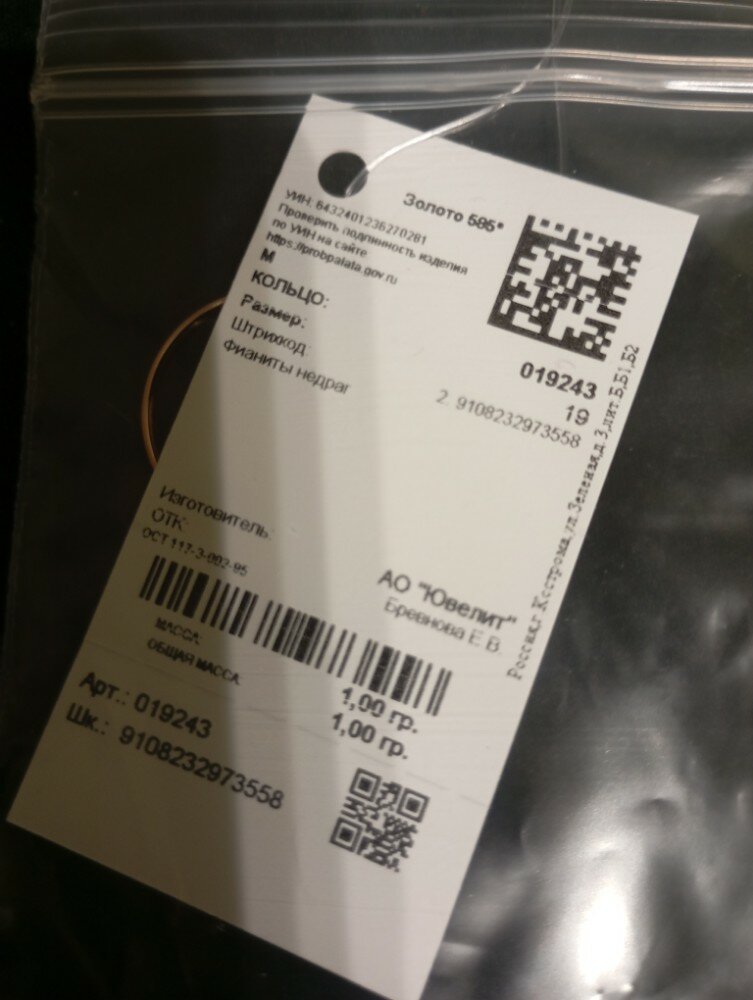 Золото 585*
УИН: 6432401236270281
Проверить подлинность изделия
по УИН на сайте
https://probpalata.gov.ru
М
КОЛЬЦО: 019243
Размер: 19
Штрихкод: 2 9108232973558
Фианиты недраг
Изготовитель: АО "Ювелит"
ОТК: Бревнова Е.В.
ОСТ 117-3-002-95
МАССА: 1,00 гр.
ОБЩАЯ МАССА: 1,00 гр.
Арт.: 019243
Шк.: 9108232973558
Россия,г.Кострома,ул.Зеленая,д.3,лит.Б,Б1,Б2